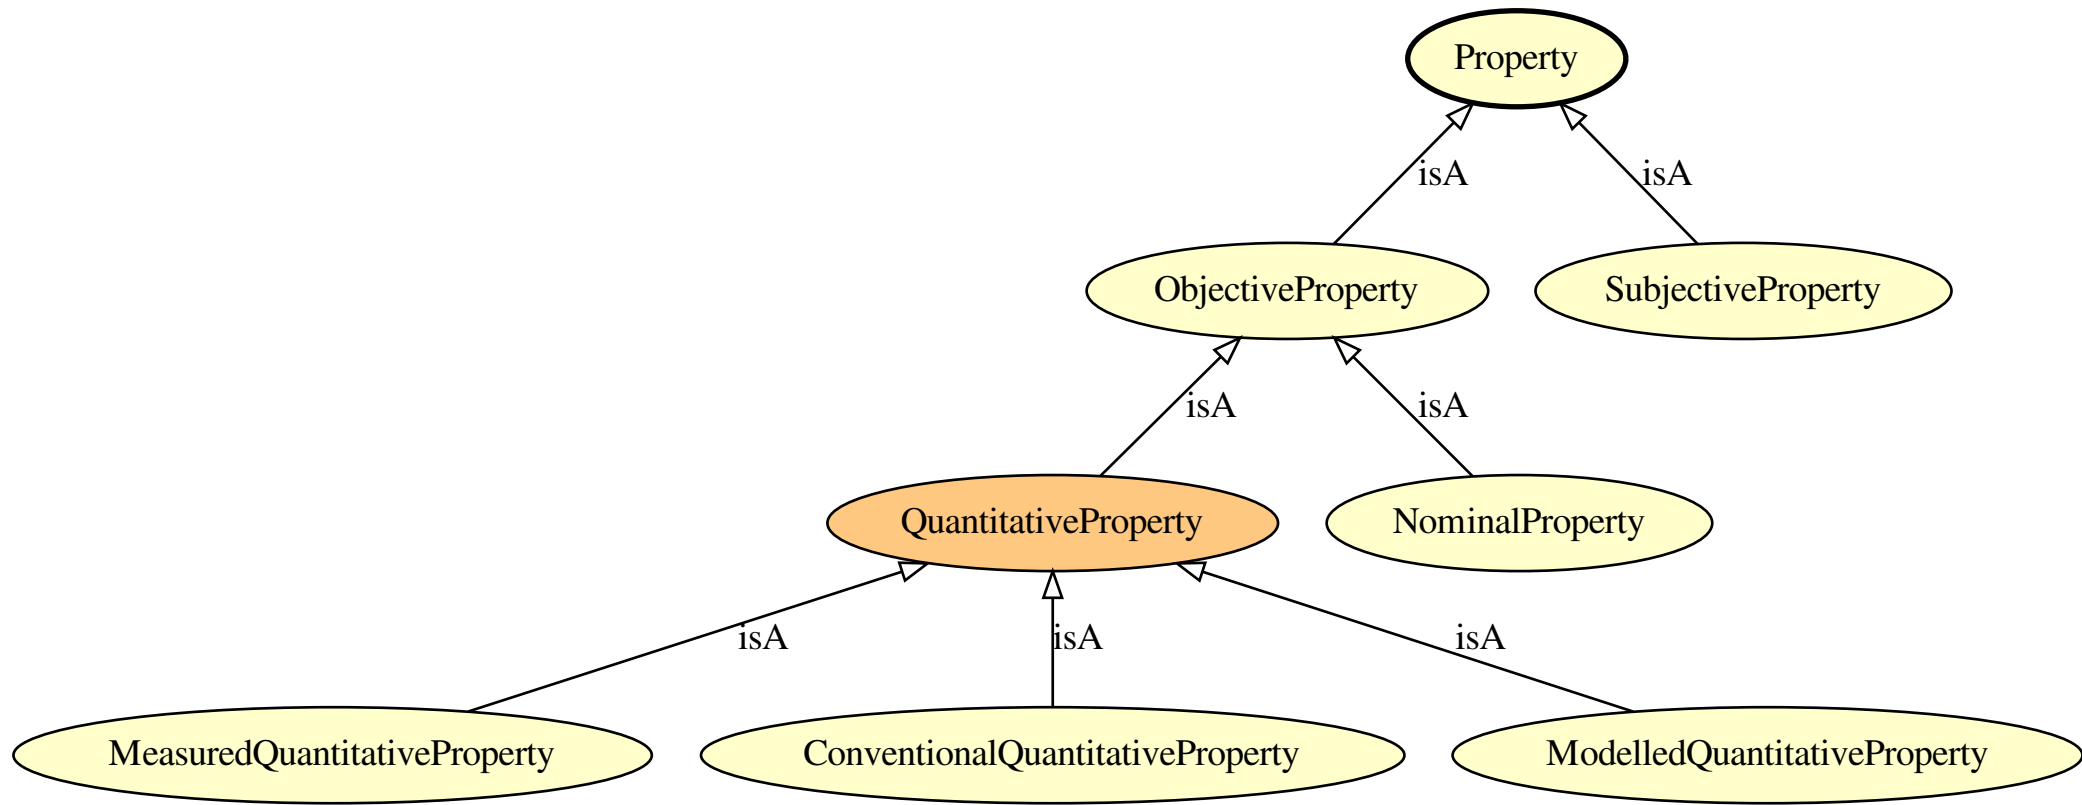 Property
isA
isA
ObjectiveProperty
SubjectiveProperty
isA
isA
QuantitativeProperty
NominalProperty
isA
isA
isA
MeasuredQuantitativeProperty
ConventionalQuantitativeProperty
ModelledQuantitativeProperty